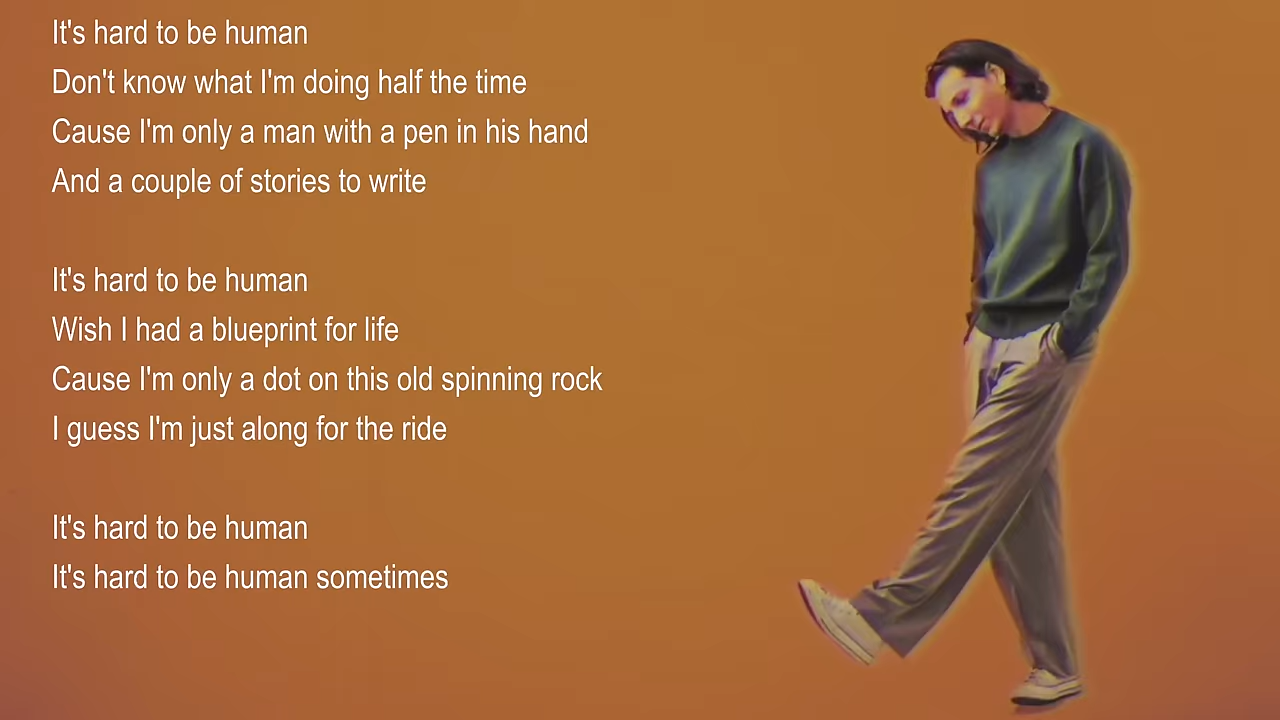 It's hard to be human
Don't know what I'm doing half the time
Cause I'm only a man with a pen in his hand
And a couple of stories to write
It's hard to be human
Wish I had a blueprint for life
Cause I'm only a dot on this old spinning rock
I guess I'm just along for the ride
It's hard to be human
It's hard to be human sometimes